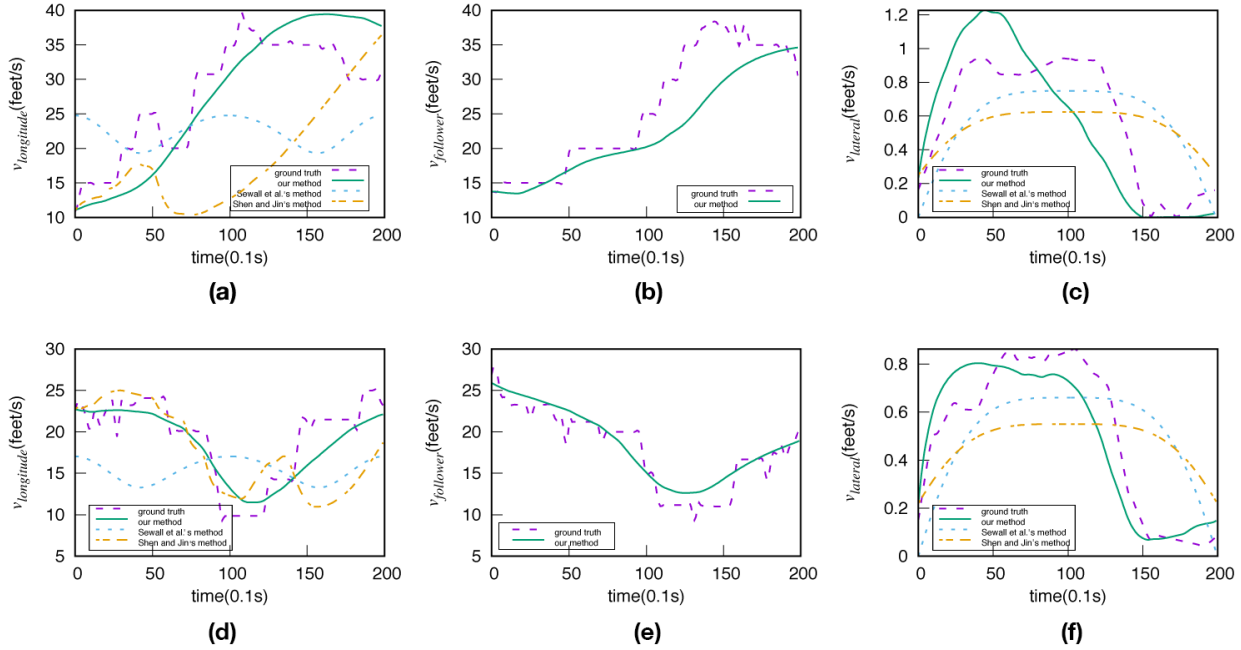 40
35
30
25
20
15
10
0
50
100
150
200
v_longitude(feet/s)
time(0.1s)
ground truth
our method
Sewall et al.'s method
Shen and Jin's method
(a)
40
35
30
25
20
15
10
0
50
100
150
200
v_follower(feet/s)
time(0.1s)
ground truth
our method
(b)
1.2
1
0.8
0.6
0.4
0.2
0
0
50
100
150
200
v_lateral(feet/s)
time(0.1s)
ground truth
our method
Sewall et al.'s method
Shen and Jin's method
(c)
30
25
20
15
10
5
0
50
100
150
200
v_longitude(feet/s)
time(0.1s)
ground truth
our method
Sewall et al.'s method
Shen and Jin's method
(d)
30
25
20
15
10
5
0
50
100
150
200
v_follower(feet/s)
time(0.1s)
ground truth
our method
(e)
0.8
0.6
0.4
0.2
0
0
50
100
150
200
v_lateral(feet/s)
time(0.1s)
ground truth
our method
Sewall et al.'s method
Shen and Jin's method
(f)